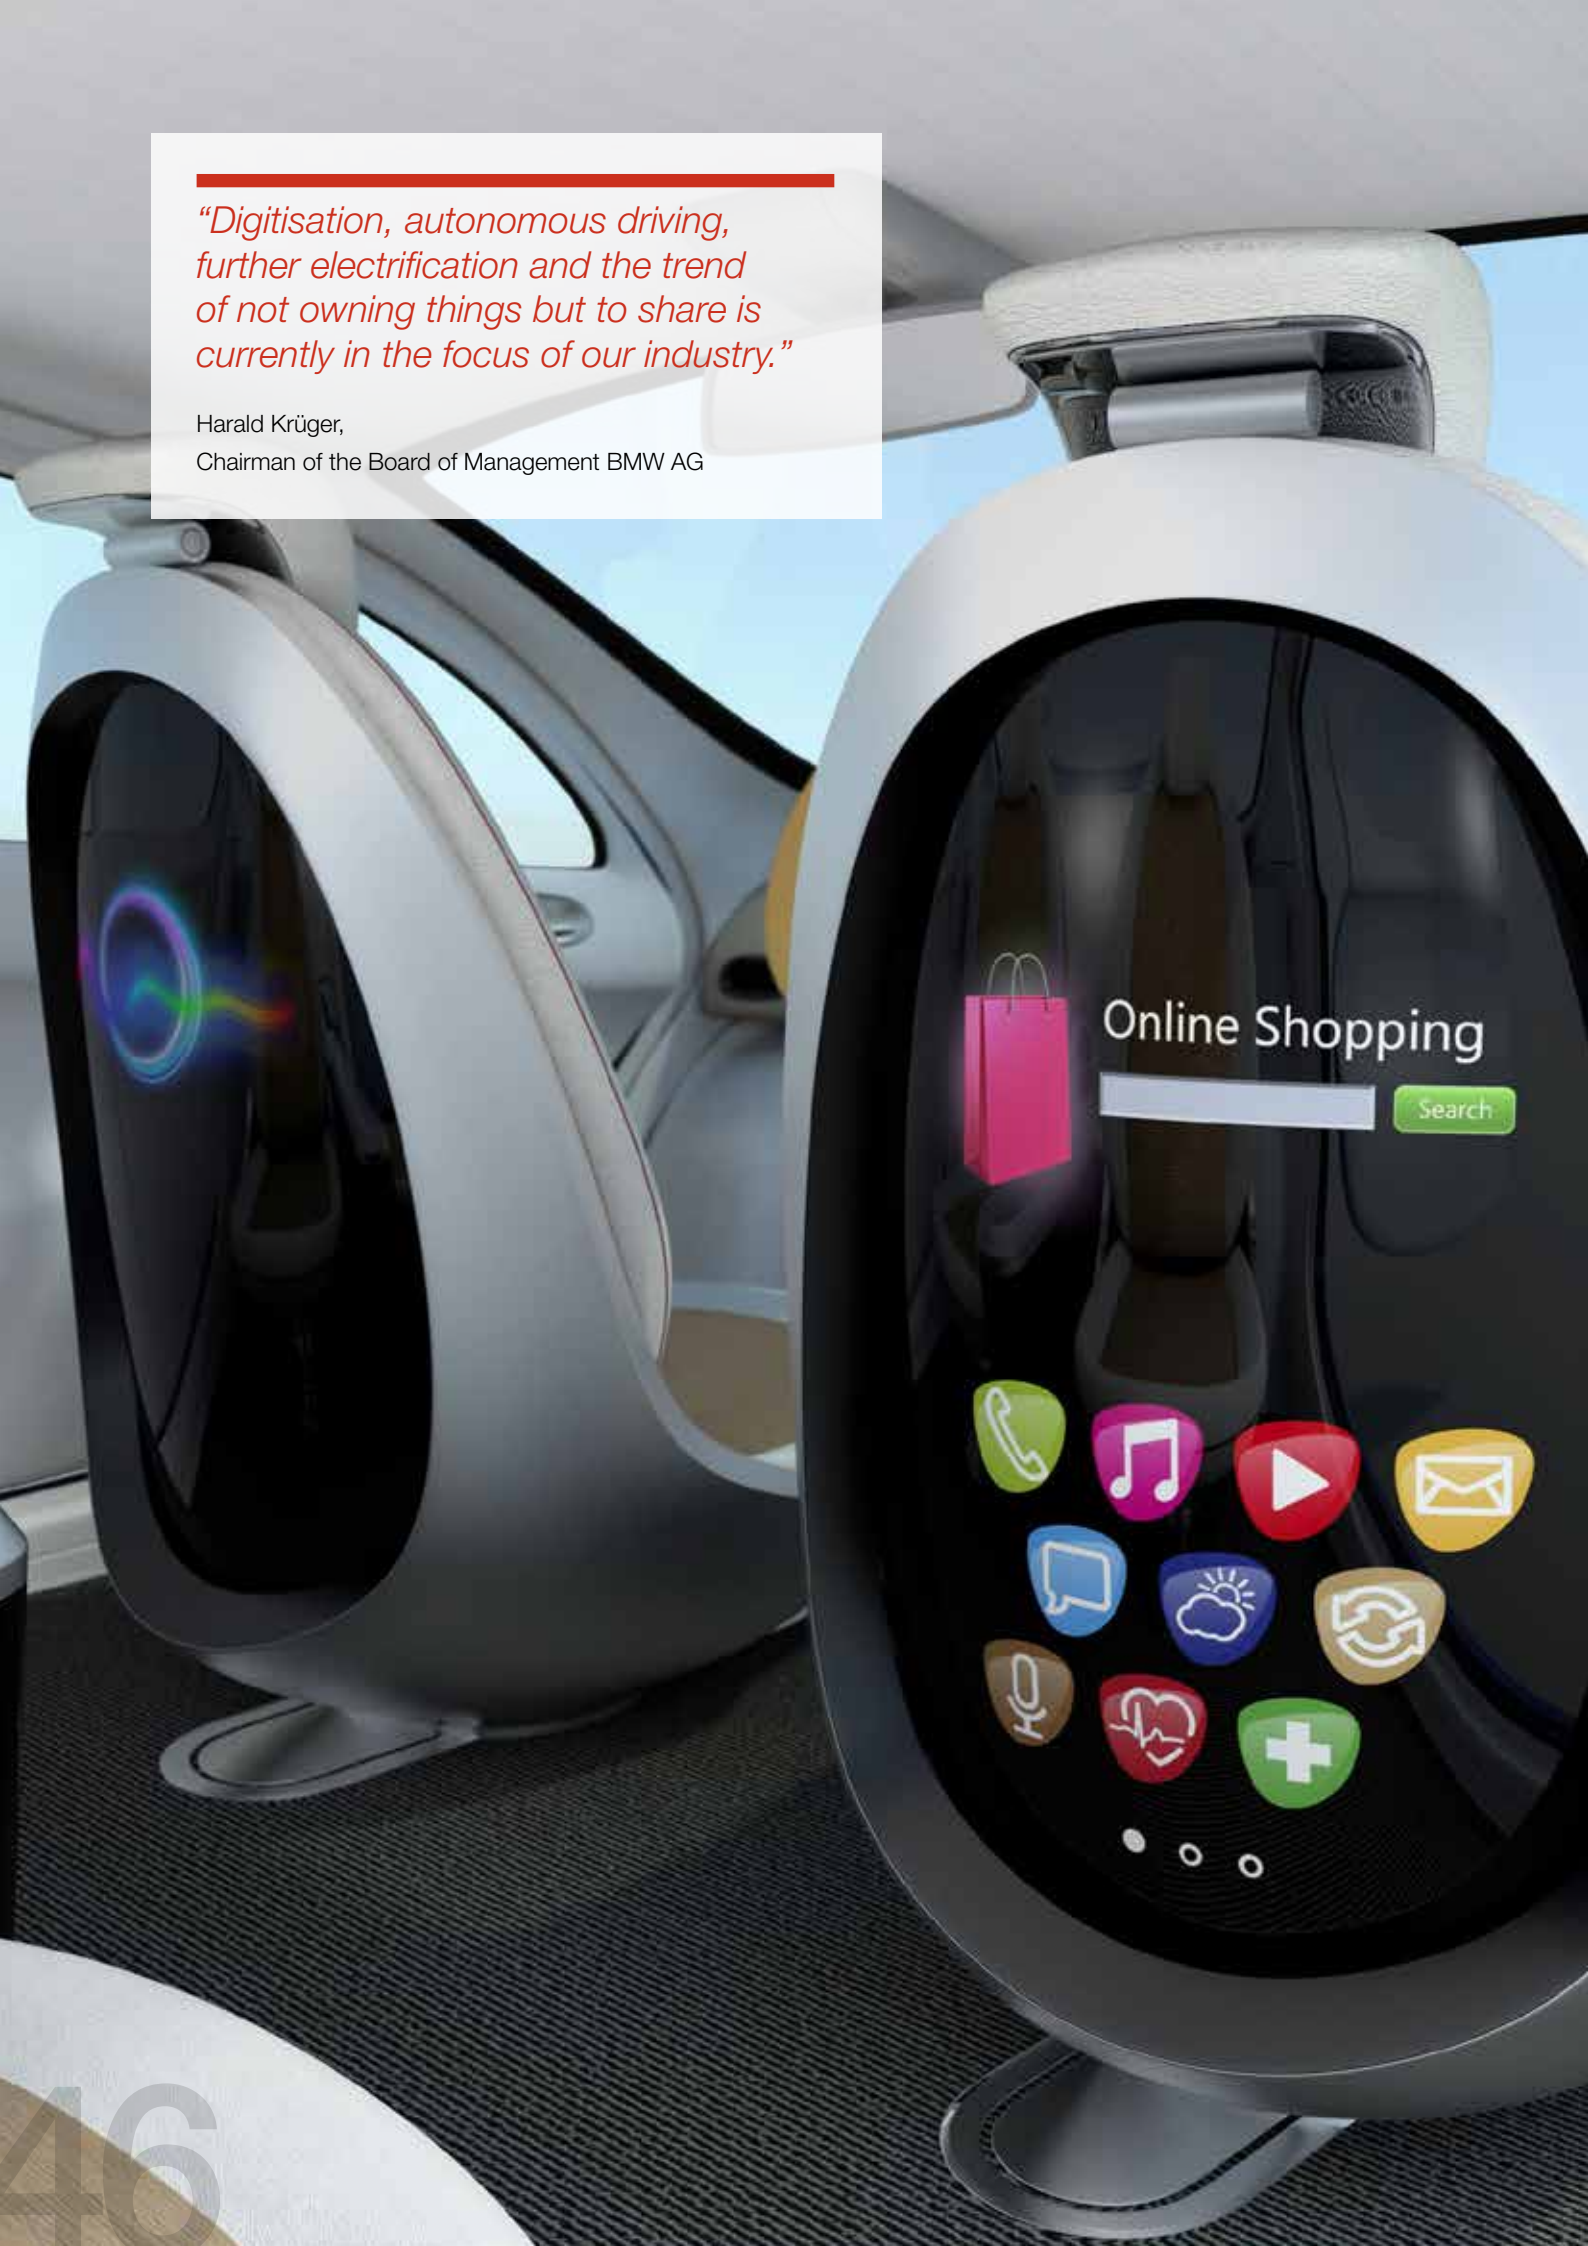 “Digitisation, autonomous driving,
further electrification and the trend
of not owning things but to share is
currently in the focus of our industry.”
Harald Krüger,
Chairman of the Board of Management BMW AG
Online Shopping
Search
46